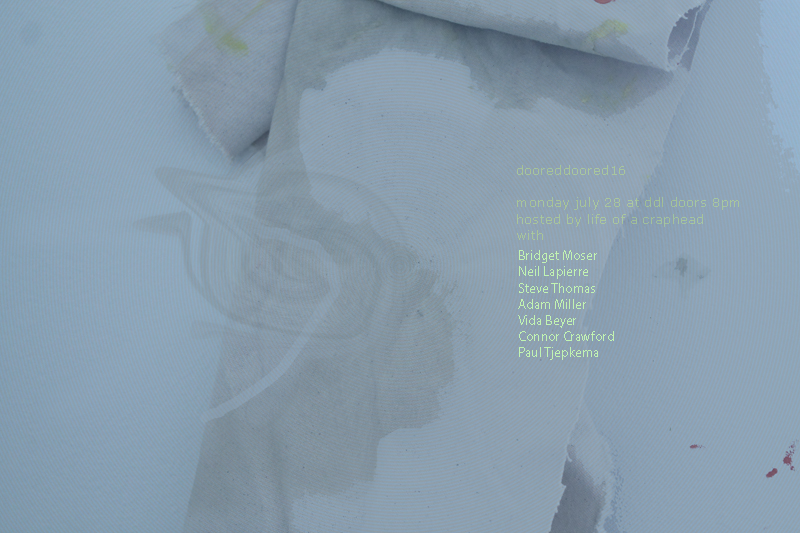 dooreddoored16
monday july 28 at ddl doors 8pm
hosted by life of a craphead
with
Bridget Moser
Neil Lapierre
Steve Thomas
Adam Miller
Vida Beyer
Connor Crawford
Paul Tjepkema